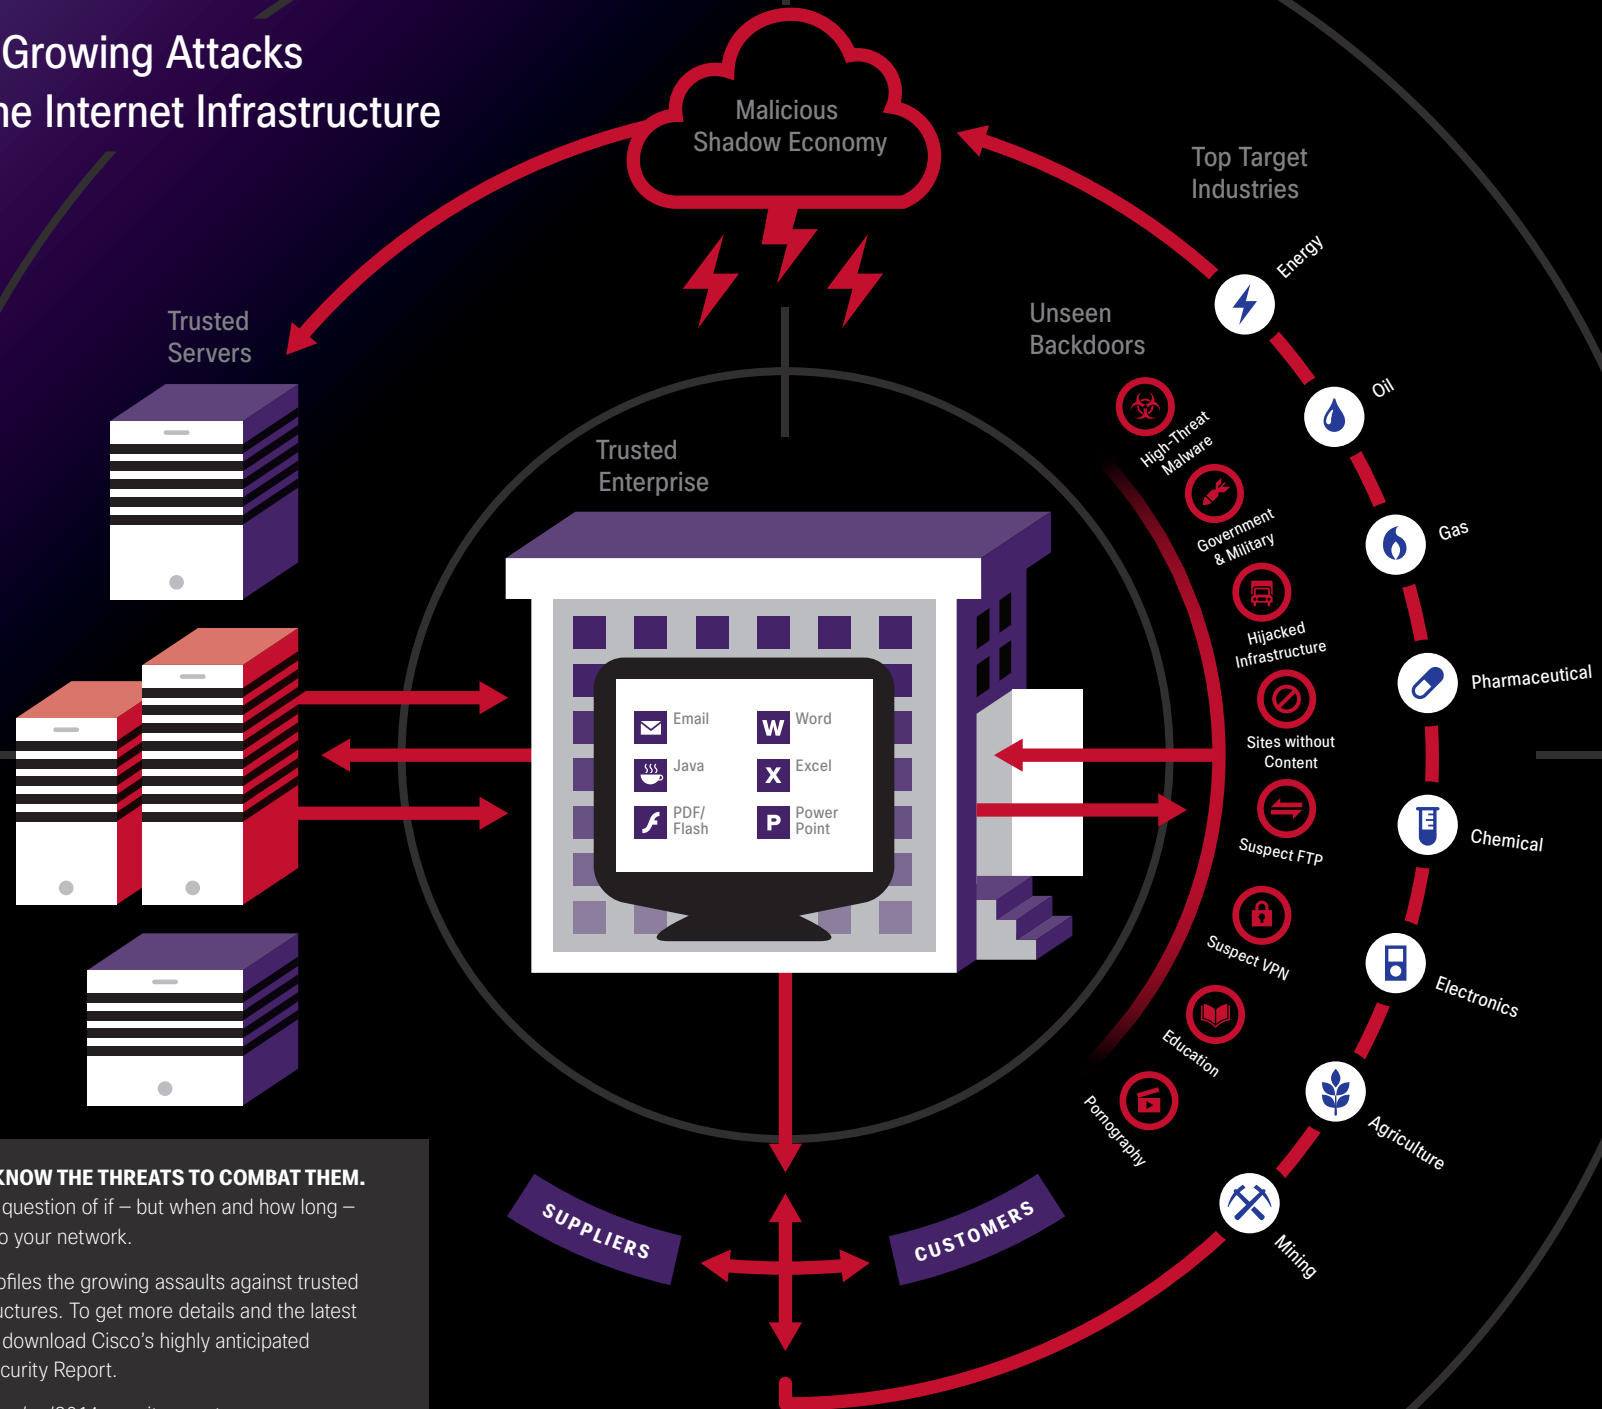 Growing Attacks
he Internet Infrastructure
Malicious
Shadow Economy
Top Target
Industries
Energy
Oil
Gas
Pharmaceutical
Chemical
Electronics
Agriculture
Mining
Unseen
Backdoors
High-Threat
Malware
Government
& Military
Hijacked
Infrastructure
Sites without
Content
Suspect FTP
Suspect VPN
Education
Pornography
Trusted
Servers
Trusted
Enterprise
Email
Java
PDF/
Flash
W Word
X Excel
P Power
Point
SUPPLIERS
CUSTOMERS
KNOW THE THREATS TO COMBAT THEM.
question of if – but when and how long –
o your network.
ofiles the growing assaults against trusted
uctures. To get more details and the latest
download Cisco's highly anticipated
curity Report.